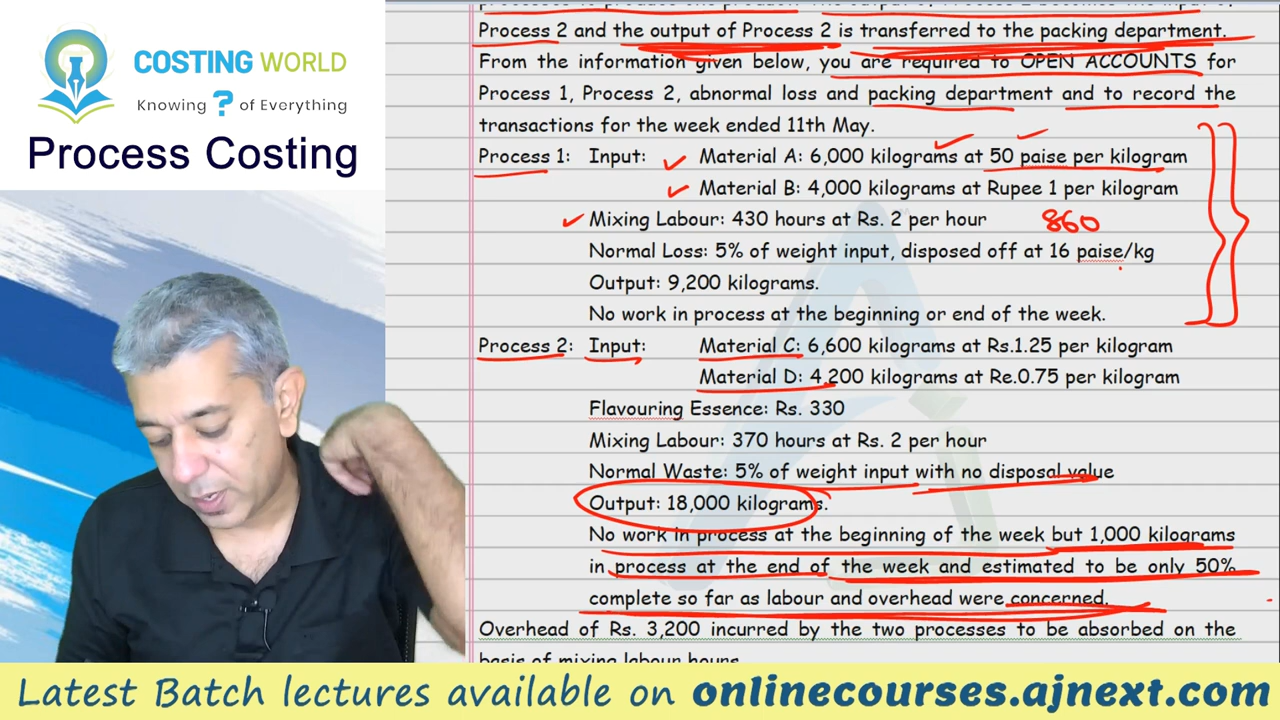 COSTING WORLD
Knowing ? of Everything
Process Costing
Process 2 and the output of Process 2 is transferred to the packing department.
From the information given below, you are required to OPEN ACCOUNTS for
Process 1, Process 2, abnormal loss and packing department and to record the
transactions for the week ended 11th May.
Process 1: Input: Material A: 6,000 kilograms at 50 paise per kilogram
Material B: 4,000 kilograms at Rupee 1 per kilogram
Mixing Labour: 430 hours at Rs. 2 per hour 860
Normal Loss: 5% of weight input, disposed off at 16 paise/kg
Output: 9,200 kilograms.
No work in process at the beginning or end of the week.
Process 2: Input: Material C: 6,600 kilograms at Rs.1.25 per kilogram
Material D: 4,200 kilograms at Re.0.75 per kilogram
Flavouring Essence: Rs. 330
Mixing Labour: 370 hours at Rs. 2 per hour
Normal Waste: 5% of weight input with no disposal value
Output: 18,000 kilograms.
No work in process at the beginning of the week but 1,000 kilograms
in process at the end of the week and estimated to be only 50%
complete so far as labour and overhead were concerned.
Overhead of Rs. 3,200 incurred by the two processes to be absorbed on the
basis of mixing labour hours.
Latest Batch lectures available on onlinecourses.ajnext.com